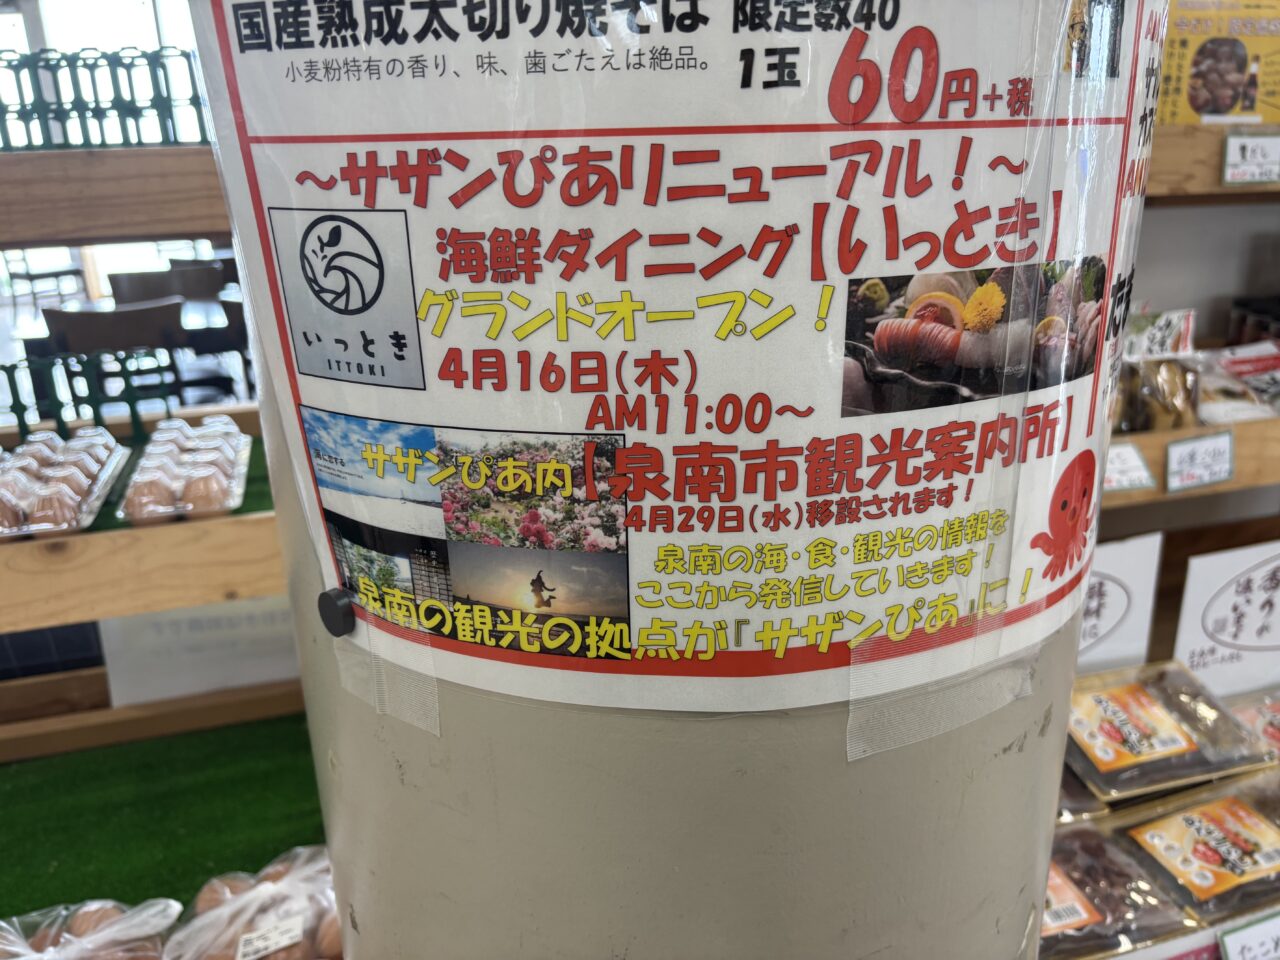 国産熟成太切り焼そば 限定数40
小麦粉特有の香り、味、歯ごたえは絶品。
1玉 60円+税
～サザンぴあリニューアル！～
海鮮ダイニング【いっとき】
グランドオープン！
いっとき
ITTOKI
4月16日(木)
AM11:00～
サザンぴあ内【泉南市観光案内所】
4月29日(水)移設されます！
泉南の海・食・観光の情報を
ここから発信していきます！
泉南の観光の拠点が『サザンぴあ』に！